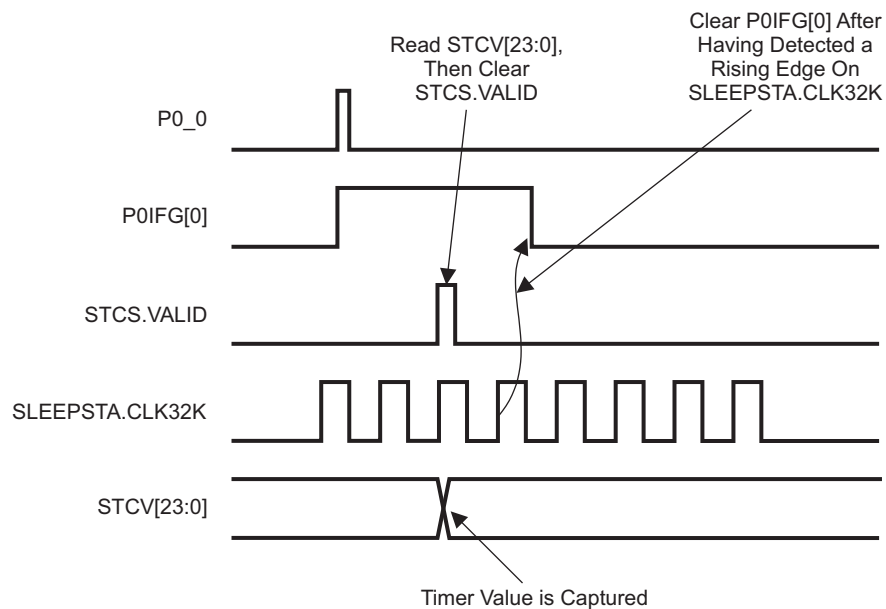 Clear P0IFG[0] After
Having Detected a
Rising Edge On
SLEEPSTA.CLK32K
Read STCV[23:0],
Then Clear
STCS.VALID
P0_0
P0IFG[0]
STCS.VALID
SLEEPSTA.CLK32K
STCV[23:0]
Timer Value is Captured